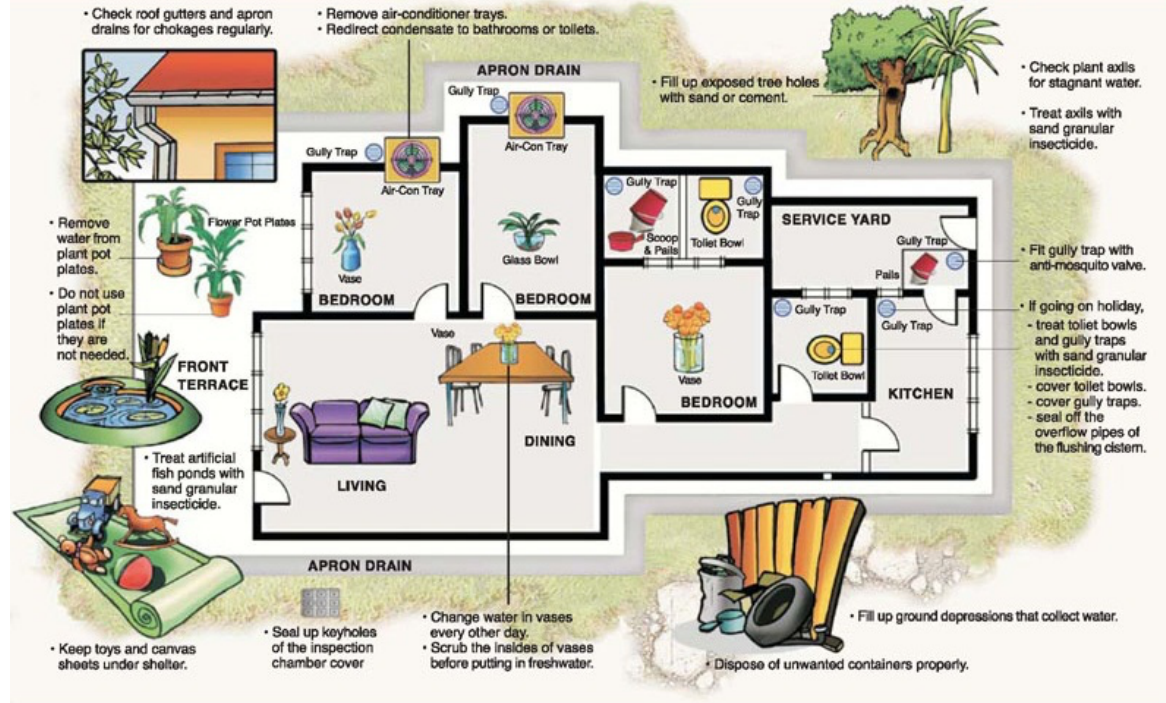 • Check roof gutters and apron
drains for chokages regularly.
• Remove air-conditioner trays.
• Redirect condensate to bathrooms or toilets.
APRON DRAIN
Gully Trap
Air-Con Tray
Gully Trap
Air-Con Tray
• Fill up exposed tree holes
with sand or cement.
• Check plant axils
for stagnant water.
• Treat axils with
sand granular
insecticide.
• Remove
water from
plant pot
plates.
• Do not use
plant pot
plates if
they are
not needed.
Flower Pot Plates
Vase
BEDROOM
Glass Bowl
BEDROOM
Gully Trap
Scoop
& Pails
Gully
Trap
Toilet Bowl
SERVICE YARD
Gully Trap
Pails
• Fit gully trap with
anti-mosquito valve.
• If going on holiday,
- treat toilet bowls
and gully traps
with sand granular
insecticide.
- cover toilet bowls.
- cover gully traps.
- seal off the
overflow pipes of
the flushing cistern.
Gully Trap
Toilet Bowl
Gully Trap
KITCHEN
Vase
BEDROOM
Vase
DINING
LIVING
FRONT
TERRACE
• Treat artificial
fish ponds with
sand granular
insecticide.
APRON DRAIN
• Keep toys and canvas
sheets under shelter.
• Seal up keyholes
of the inspection
chamber cover
• Change water in vases
every other day.
• Scrub the insides of vases
before putting in freshwater.
• Fill up ground depressions that collect water.
• Dispose of unwanted containers properly.